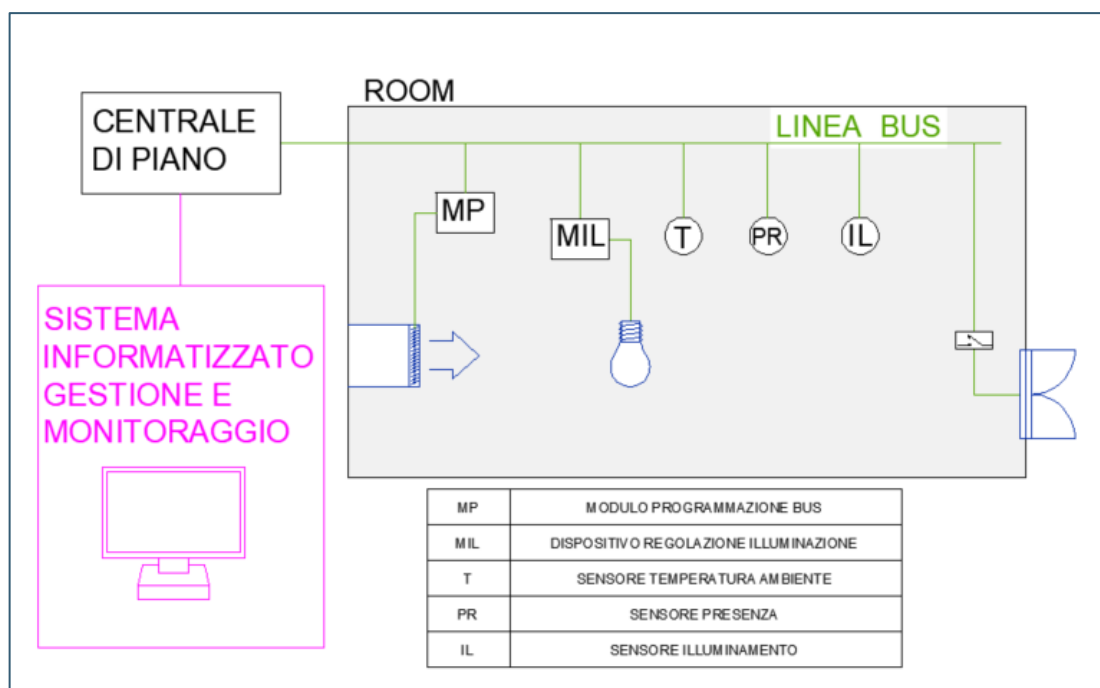 ROOM
CENTRALE
DI PIANO
LINEA BUS
MP
MIL
T
PR
IL
SISTEMA
INFORMATIZZATO
GESTIONE E
MONITORAGGIO
MP MODULO PROGRAMMAZIONE BUS
MIL DISPOSITIVO REGOLAZIONE ILLUMINAZIONE
T SENSORE TEMPERATURA AMBIENTE
PR SENSORE PRESENZA
IL SENSORE ILLUMINAMENTO